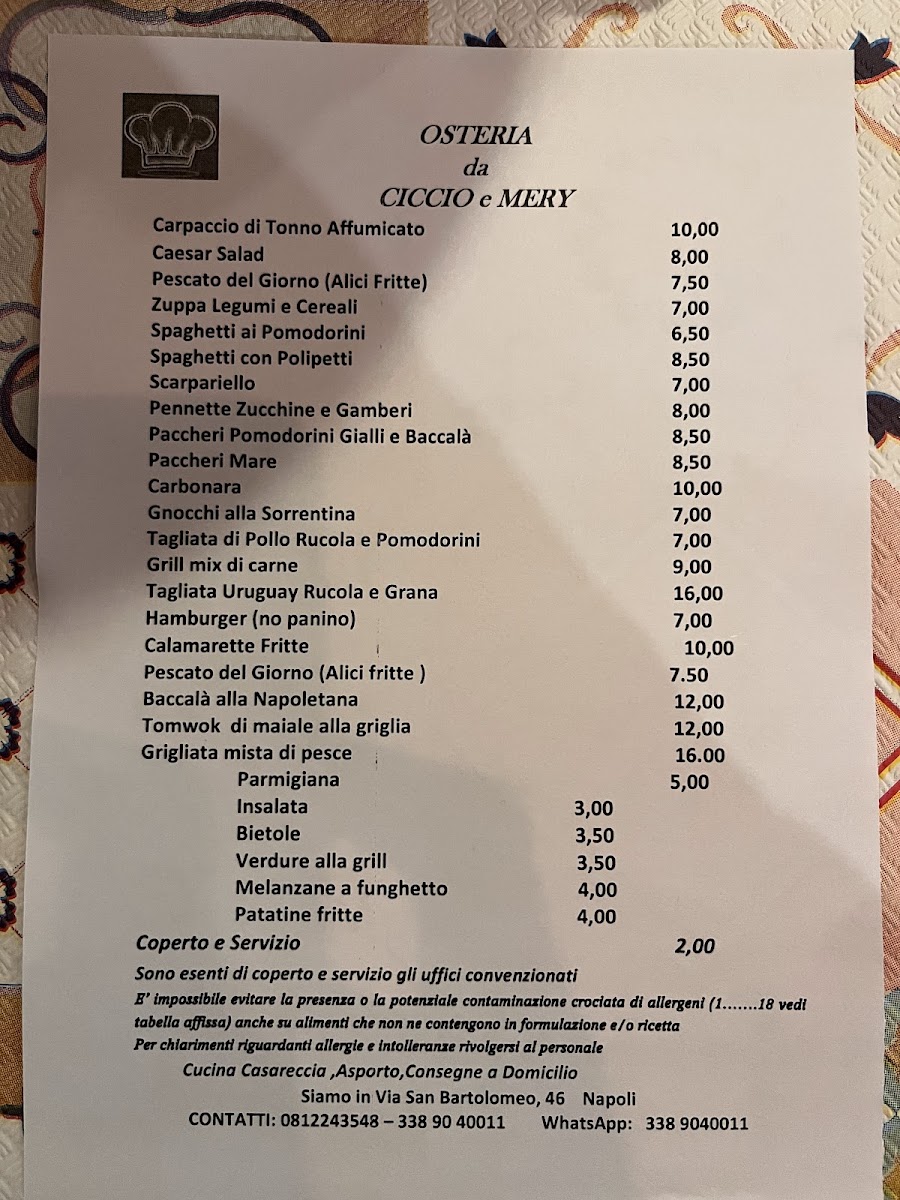 OSTERIA
da
CICCIO e MERY
Carpaccio di Tonno Affumicato 10,00
Caesar Salad 8,00
Pescato del Giorno (Alici Fritte) 7,50
Zuppa Legumi e Cereali 7,00
Spaghetti ai Pomodorini 6,50
Spaghetti con Polipetti 8,50
Scarpariello 7,00
Pennette Zucchine e Gamberi 8,00
Paccheri Pomodorini Gialli e Baccalà 8,50
Paccheri Mare 8,50
Carbonara 10,00
Gnocchi alla Sorrentina 7,00
Tagliata di Pollo Rucola e Pomodorini 7,00
Grill mix di carne 9,00
Tagliata Uruguay Rucola e Grana 16,00
Hamburger (no panino) 7,00
Calamarette Fritte 10,00
Pescato del Giorno (Alici fritte ) 7.50
Baccalà alla Napoletana 12,00
Tomwok di maiale alla griglia 12,00
Grigliata mista di pesce 16.00
Parmigiana 5,00
Insalata 3,00
Bietole 3,50
Verdure alla grill 3,50
Melanzane a funghetto 4,00
Patatine fritte 4,00
Coperto e Servizio 2,00
Sono esenti di coperto e servizio gli uffici convenzionati
E' impossibile evitare la presenza o la potenziale contaminazione crociata di allergeni (1.......18 vedi
tabella affissa) anche su alimenti che non ne contengono in formulazione e/o ricetta
Per chiarimenti riguardanti allergie e intolleranze rivolgersi al personale
Cucina Casareccia ,Asporto,Consegne a Domicilio
Siamo in Via San Bartolomeo, 46 Napoli
CONTATTI: 0812243548 – 338 90 40011 WhatsApp: 338 9040011